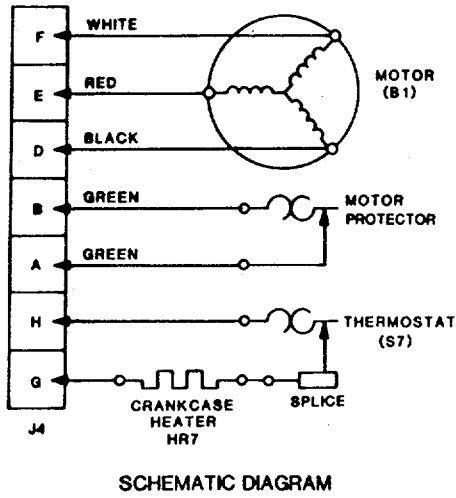 F WHITE
MOTOR
(B1)
E RED
D BLACK
B GREEN
MOTOR
PROTECTOR
A GREEN
H
THERMOSTAT
(S7)
G
CRANKCASE
HEATER
HR7
SPLICE
J4
SCHEMATIC DIAGRAM